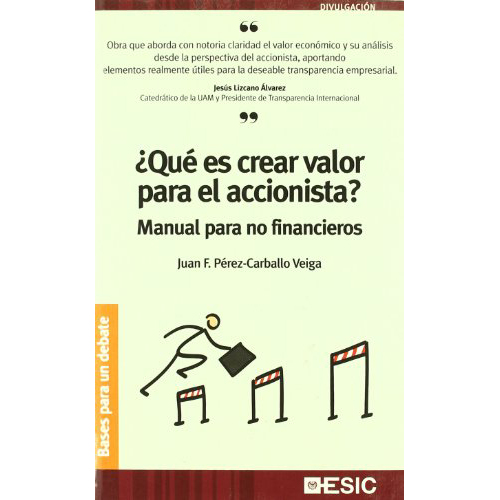 DIVULGACIÓN
“
Obra que aborda con notoria claridad el valor económico y su análisis
desde la perspectiva del accionista, aportando
elementos realmente útiles para la deseable transparencia empresarial.
Jesús Lizcano Álvarez
Catedrático de la UAM y Presidente de Transparencia Internacional
”
¿Qué es crear valor
para el accionista?
Manual para no financieros
Juan F. Pérez-Carballo Veiga
Bases para un debate
ESIC